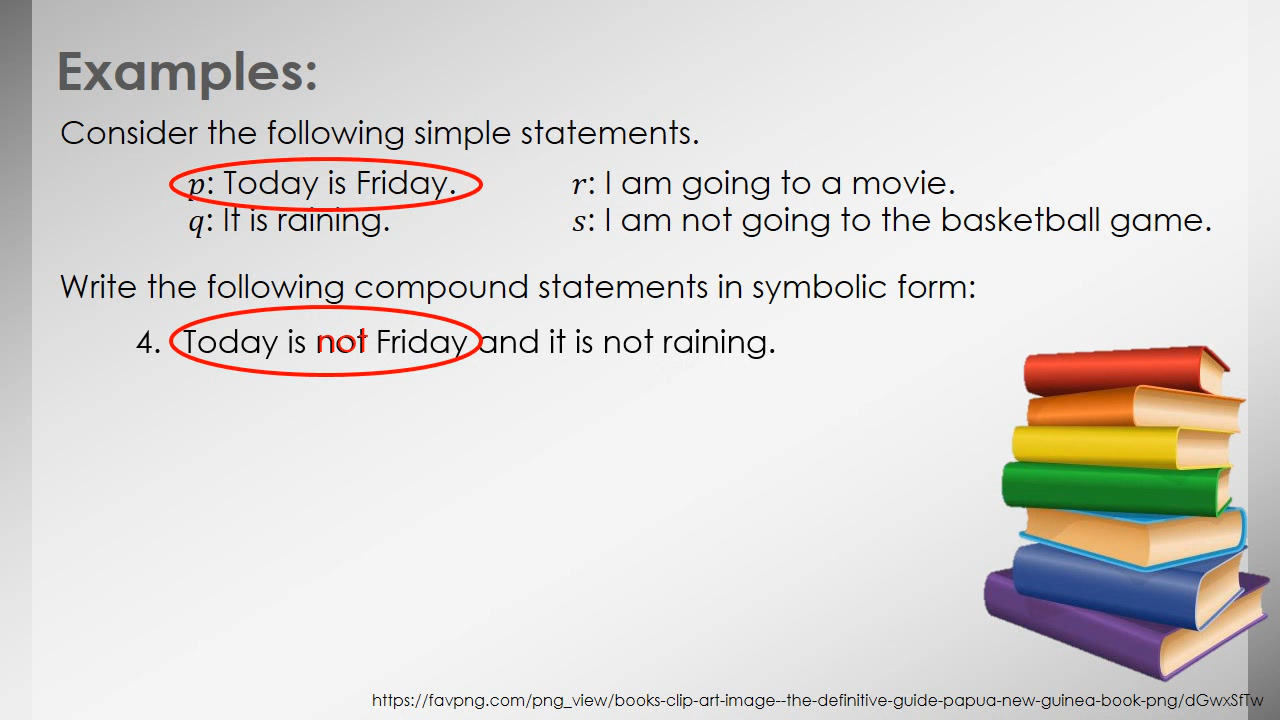 Examples:
Consider the following simple statements.
p: Today is Friday. r: I am going to a movie.
q: It is raining. s: I am not going to the basketball game.
Write the following compound statements in symbolic form:
4. Today is not Friday and it is not raining.
https://favpng.com/png_view/books-clip-art-image--the-definitive-guide-papua-new-guinea-book-png/dGwxSfTw